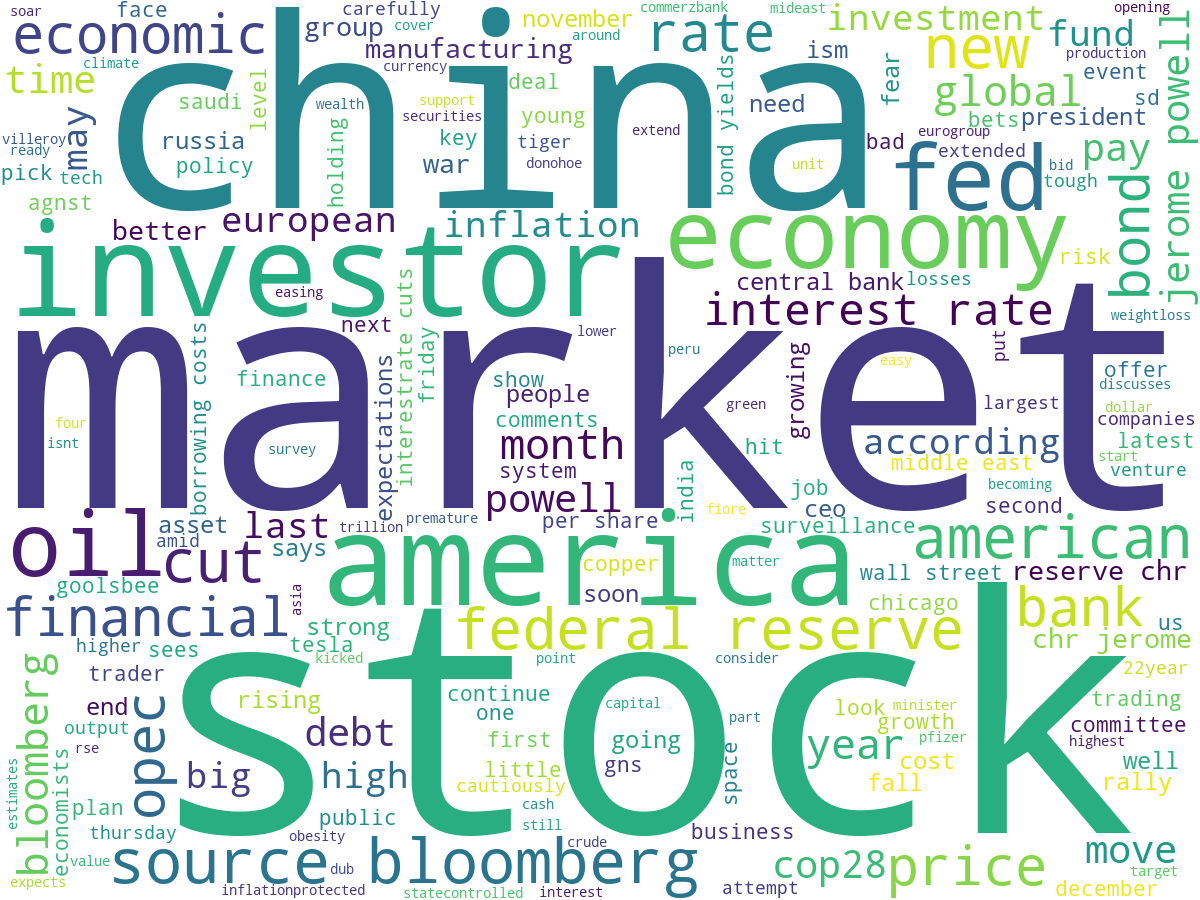 soar
face
carefully
commerzbank
mideast
opening
economic
china
group
cover
november
around
rate
investment
new
fund
climate
manufacturing
currency
ism
production
time
level
deal
fear
global
event
saudi
wealth
support
securities
young
bond yields
need
bets
president
sd
jerome powell
villeroy
ready
may
russia
holding
key
war
tiger
extend
bad
eurogroup
extended
fed
pay
pick
tech
policy
donohoe
unit
bid
tough
agnst
better
european
inflation
economy
bond
investor
risk
easing
interestrate cuts
central bank
losses
interest rate
weightloss
market
borrowing costs
next
lower
peru
put
easy
finance
expectations
friday
show
people
growing
offer
discusses
four
comments
green
largest
dollar
companies
isnt
survey
month
hit
according
latest
system
india
middle east
start
venture
powell
job
becoming
oil
asset
last
trillion
premature
per share
fiore
ceo
second
amid
cut
says
america
surveillance
american
goolsbee
copper
matter
wall street
reserve chr
financial
asia
soon
chicago
bank
us
strong
federal reserve
chr jerome
higher
sees
tesla
kicked
point
consider
22year
bloomberg
trader
stock
opec
end
rising
continue
capital
part
look
minister
trading
output
one
growth
committee
rse
debt
first
going
year
pfizer
highest
estimates
economists
big
high
little
gns
space
cost
well
cautiously
fall
rally
plan
public
cash
thursday
still
business
value
obesity
crude
move
expects
source bloomberg
dub
cop28
price
target
inflationprotected
statecontrolled
interest
attempt
december